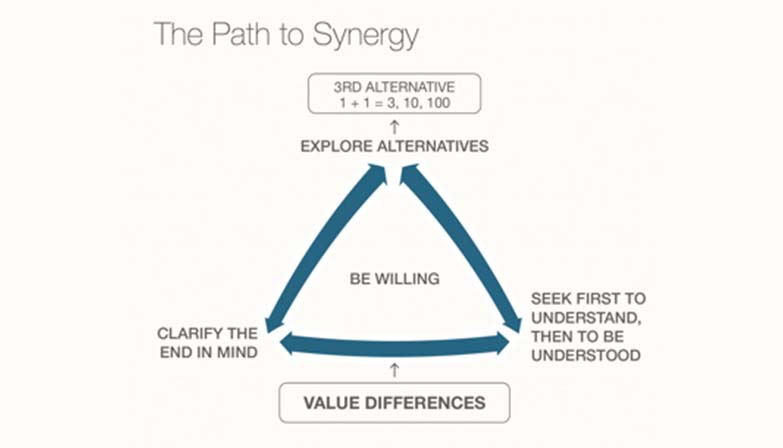 The Path to Synergy
3RD ALTERNATIVE
1 + 1 = 3, 10, 100
EXPLORE ALTERNATIVES
BE WILLING
CLARIFY THE
END IN MIND
SEEK FIRST TO
UNDERSTAND,
THEN TO BE
UNDERSTOOD
VALUE DIFFERENCES